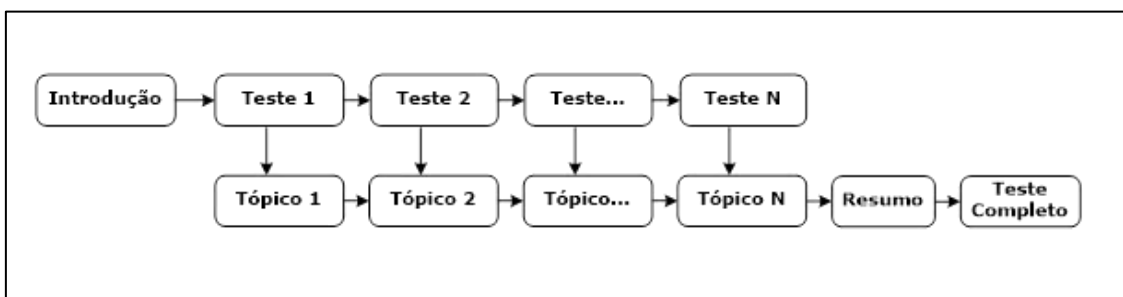 Introdução
Teste 1
Teste 2
Teste...
Teste N
Tópico 1
Tópico 2
Tópico...
Tópico N
Resumo
Teste
Completo